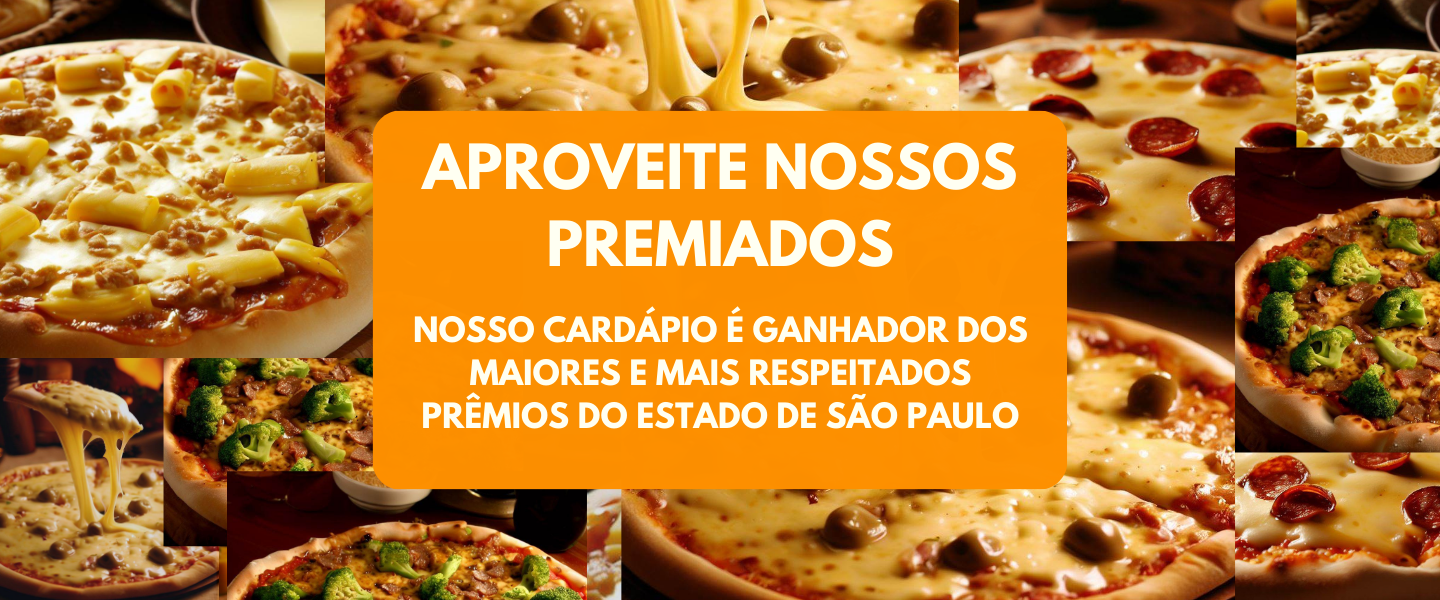 APROVEITE NOSSOS
PREMIADOS
NOSSO CARDÁPIO É GANHADOR DOS
MAIORES E MAIS RESPEITADOS
PRÊMIOS DO ESTADO DE SÃO PAULO